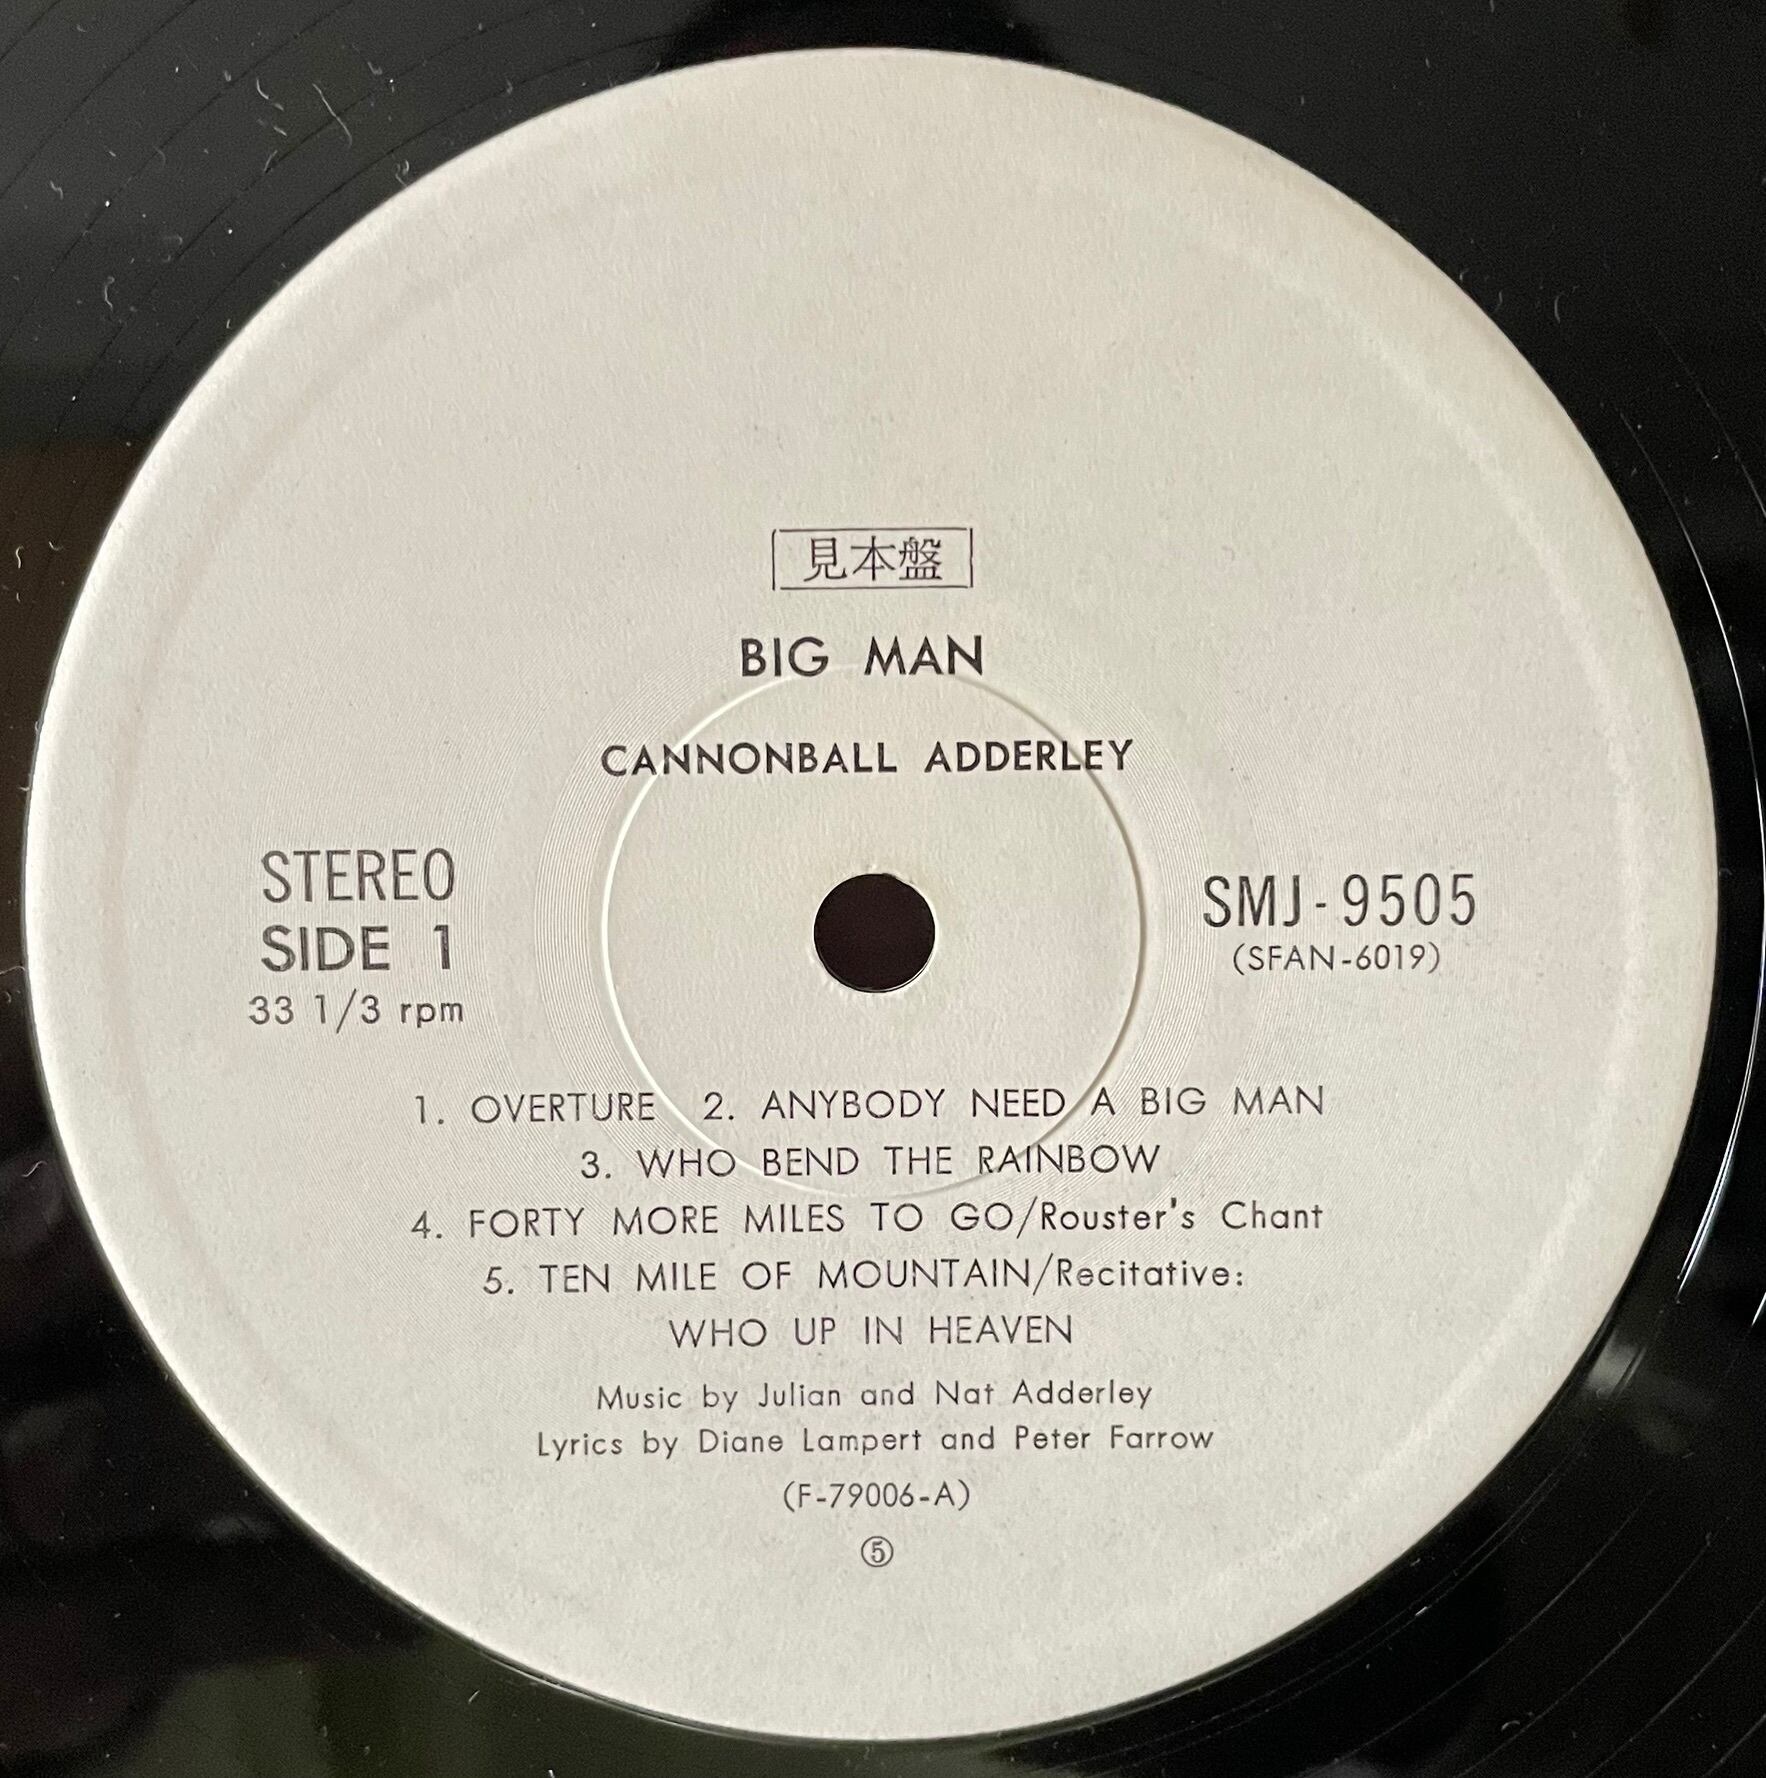 見本盤
BIG MAN
CANNONBALL ADDERLEY
STEREO
SIDE 1
33 1/3 rpm
SMJ-9505
(SFAN-6019)
1. OVERTURE 2. ANYBODY NEED A BIG MAN
3. WHO BEND THE RAINBOW
4. FORTY MORE MILES TO GO/Rouster's Chant
5. TEN MILE OF MOUNTAIN/Recitative:
WHO UP IN HEAVEN
Music by Julian and Nat Adderley
Lyrics by Diane Lampert and Peter Farrow
(F-79006-A)
⑤